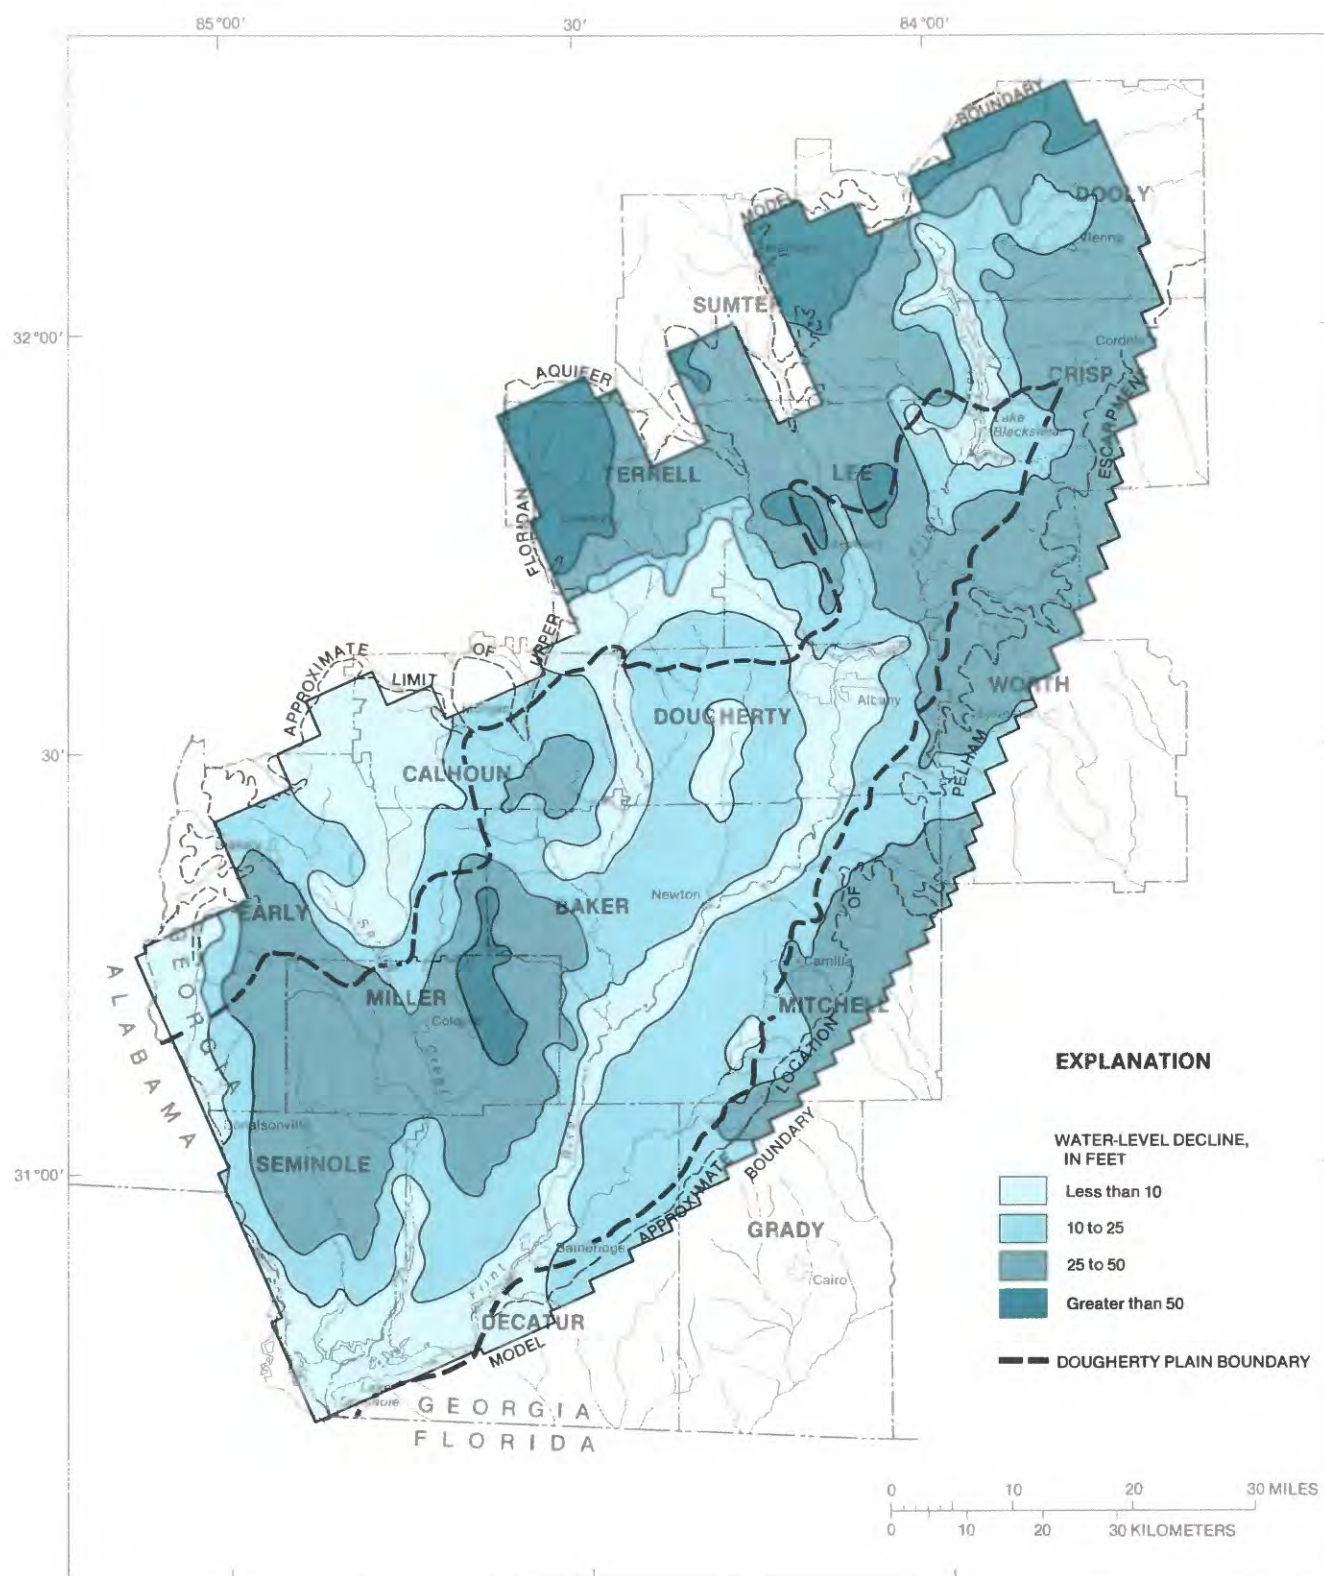 85°00′
30′
84°00′
BOUNDARY
MODEL
DOOLY
Vienna
SUMTER
32°00′
Cordele
CRISP
AQUIFER
Lake
Blackshear
ESCARPMENT
TERRELL
LEE
FLORIDAN
UPPER
OF
LIMIT
APPROXIMATE
WORTH
Albany
DOUGHERTY
30′
CALHOUN
PELHAM
OF
EARLY
BAKER
Newton
Camilla
MITCHELL
GEORGIA
ALABAMA
MILLER
LOCATION
Donalsonville
SEMINOLE
31°00′
BOUNDARY
APPROXIMATE
GRADY
Bainbridge
Cairo
Flint
River
DECATUR
MODEL
Lake
Seminole
GEORGIA
FLORIDA
EXPLANATION
WATER-LEVEL DECLINE,
IN FEET
Less than 10
10 to 25
25 to 50
Greater than 50
DOUGHERTY PLAIN BOUNDARY
0 10 20 30 MILES
0 10 20 30 KILOMETERS